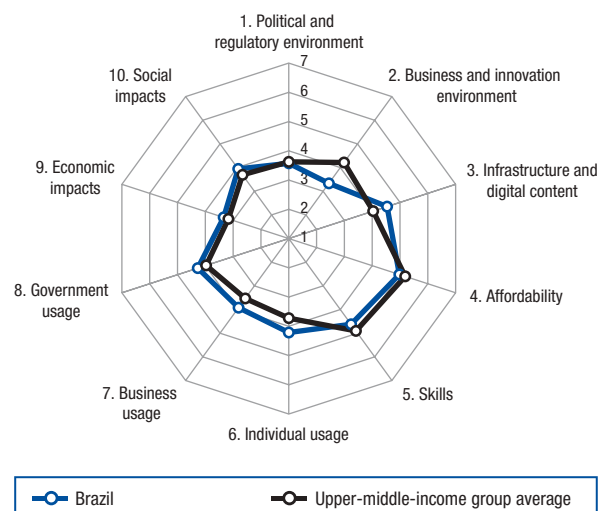 1. Political and
regulatory environment
2. Business and innovation
environment
3. Infrastructure and
digital content
4. Affordability
5. Skills
6. Individual usage
7. Business
usage
8. Government
usage
9. Economic
impacts
10. Social
impacts
7
6
5
4
3
2
1
Brazil
Upper-middle-income group average